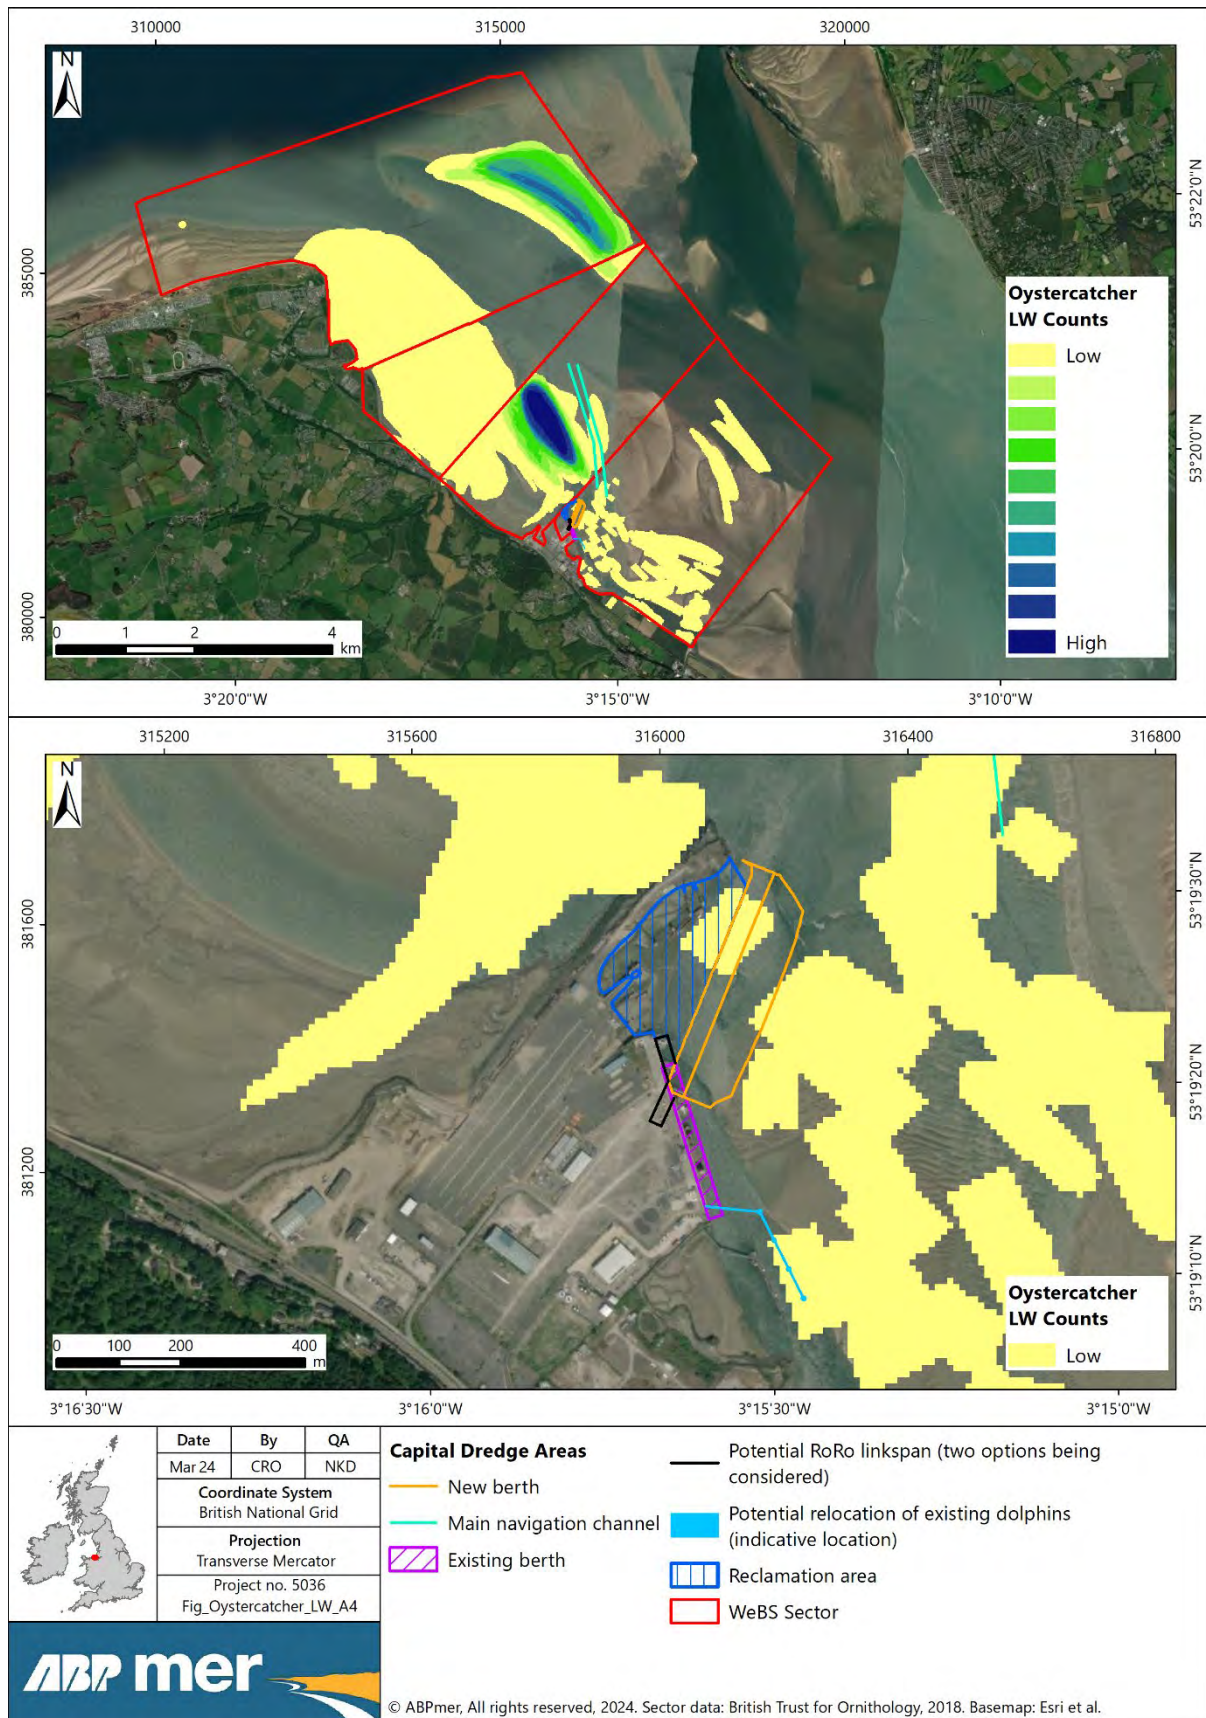 310000 315000 320000
N
385000
380000
53°22'0"N
53°20'0"N
Oystercatcher
LW Counts
Low
High
0 1 2 4
km
3°20'0"W 3°15'0"W 3°10'0"W
315200 315600 316000 316400 316800
N
381600
381200
53°19'30"N
53°19'20"N
53°19'10"N
Oystercatcher
LW Counts
Low
0 100 200 400
m
3°16'30"W 3°16'0"W 3°15'30"W 3°15'0"W
Date By QA
Mar 24 CRO NKD
Coordinate System
British National Grid
Projection
Transverse Mercator
Project no. 5036
Fig_Oystercatcher_LW_A4
ABPmer
Capital Dredge Areas
New berth
Main navigation channel
Existing berth
Potential RoRo linkspan (two options being
considered)
Potential relocation of existing dolphins
(indicative location)
Reclamation area
WeBS Sector
© ABPmer, All rights reserved, 2024. Sector data: British Trust for Ornithology, 2018. Basemap: Esri et al.